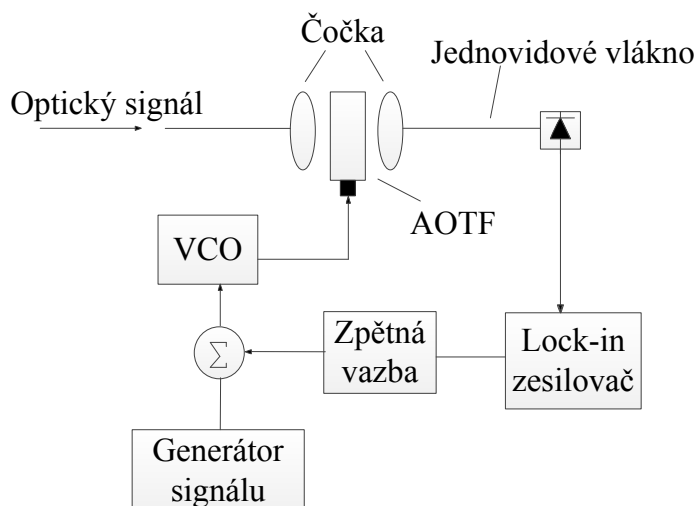 Čočka
Jednovidové vlákno
Optický signál
AOTF
VCO
Zpětná
vazba
Lock-in
zesilovač
Σ
Generátor
signálu